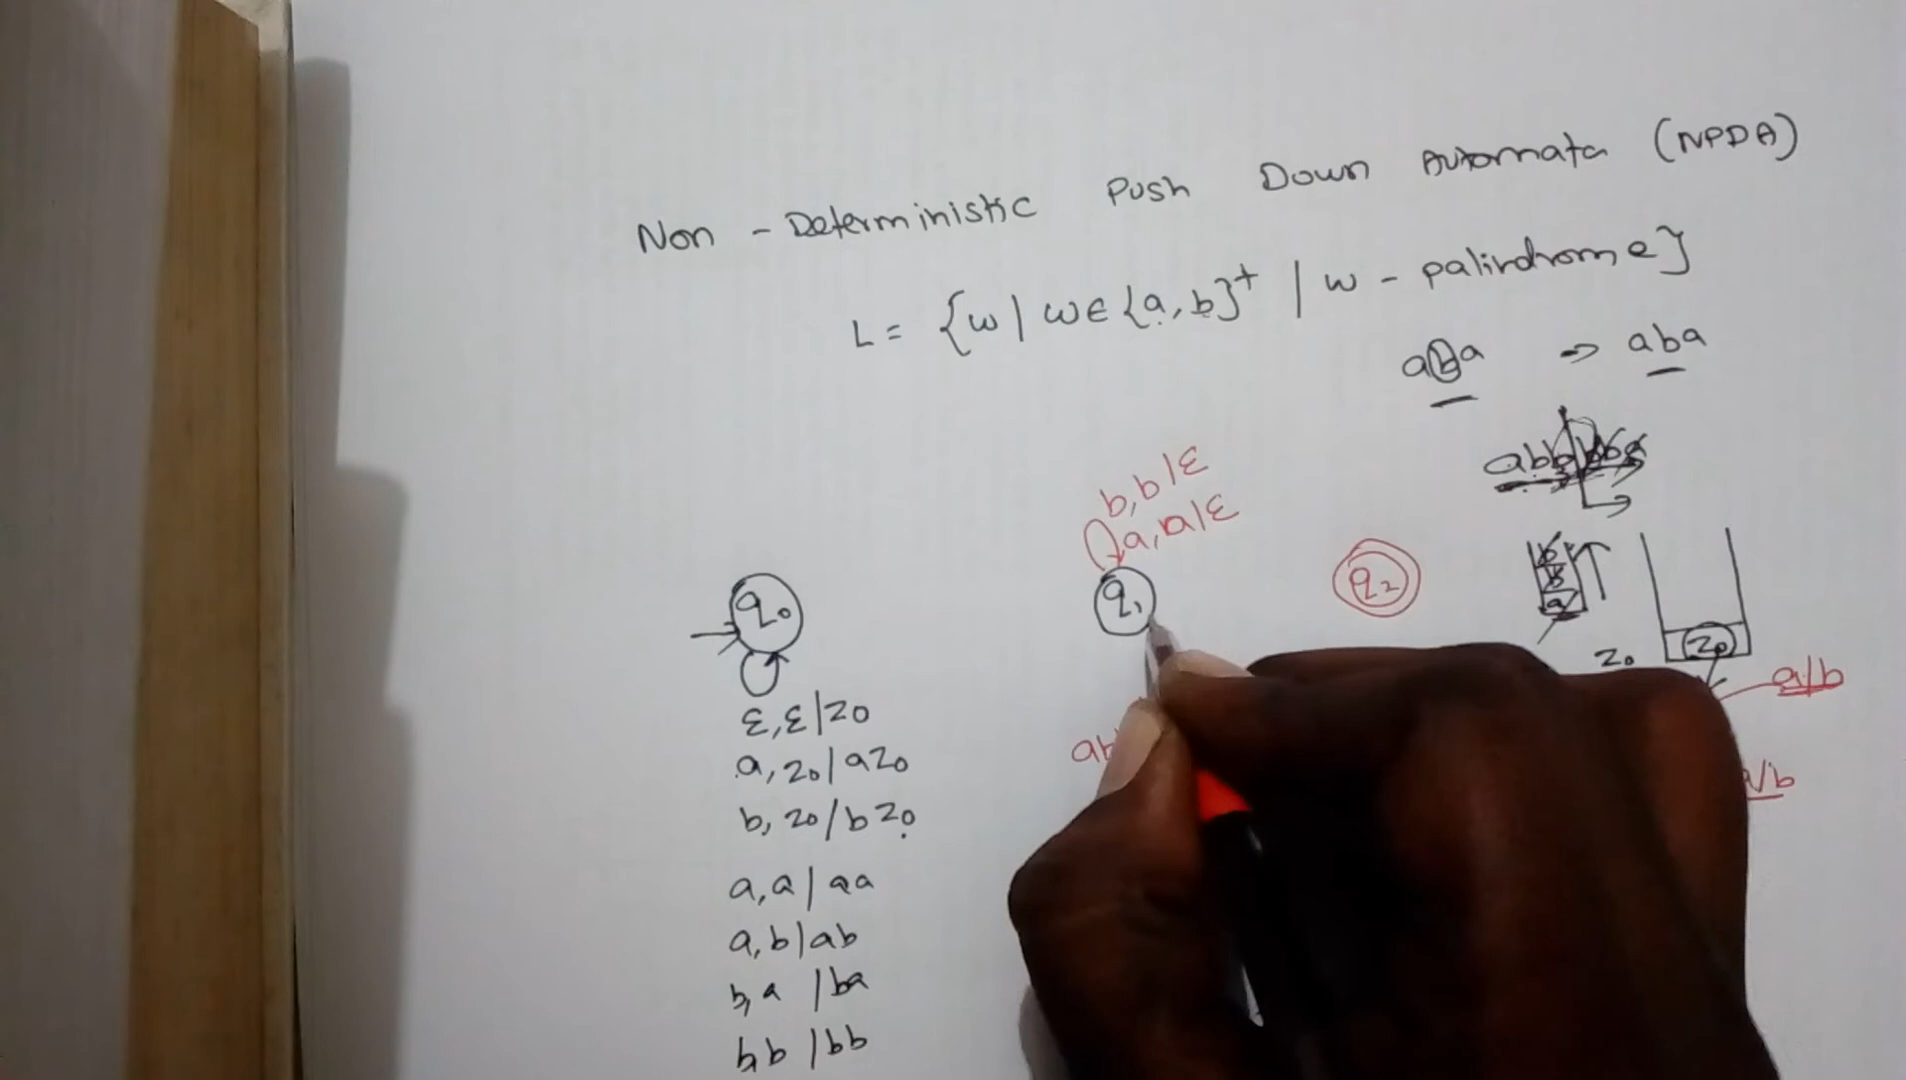 Non - Deterministic Push Down Automata (NPDA)
L = {w | w ∈ {a, b}⁺ | w - palindrome}
aba ⇒ aba
b,b|ε
a,a|ε
q₀
q₁
q₂
z₀
z₀
a/b
ε,ε|z₀
a,z₀|az₀
b,z₀/bz₀
a/b
a,a|aa
a,b|ab
b,a|ba
b,b|bb